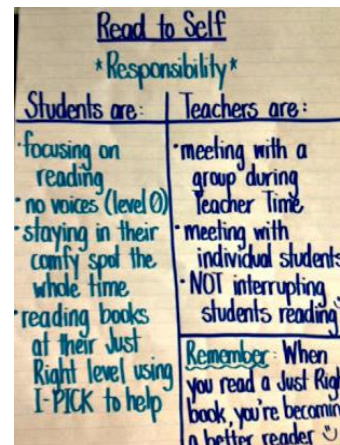 Read to Self
*Responsibility*
Students are:
·focusing on
reading
·no voices (level 0)
·staying in their
comfy spot the
whole time
·reading books
at their Just
Right level using
I-PICK to help
Teachers are:
·meeting with a
group during
Teacher Time
·meeting with
individual students
·NOT interrupting
students reading
Remember: When
you read a Just Righ
book, you're becomin
a better reader